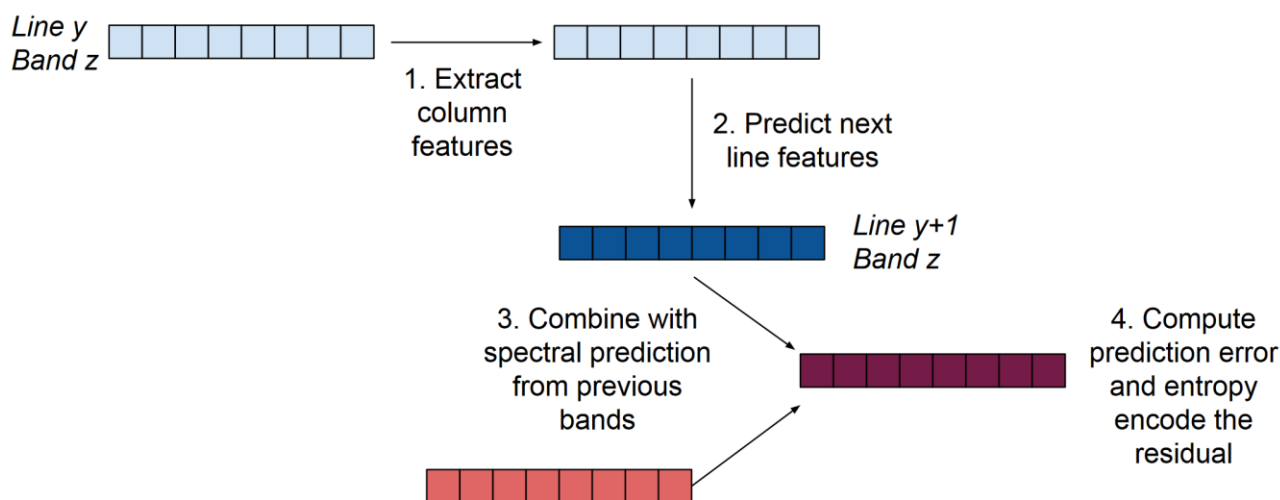 Line y
Band z
1. Extract
column
features
2. Predict next
line features
Line y+1
Band z
3. Combine with
spectral prediction
from previous
bands
4. Compute
prediction error
and entropy
encode the
residual